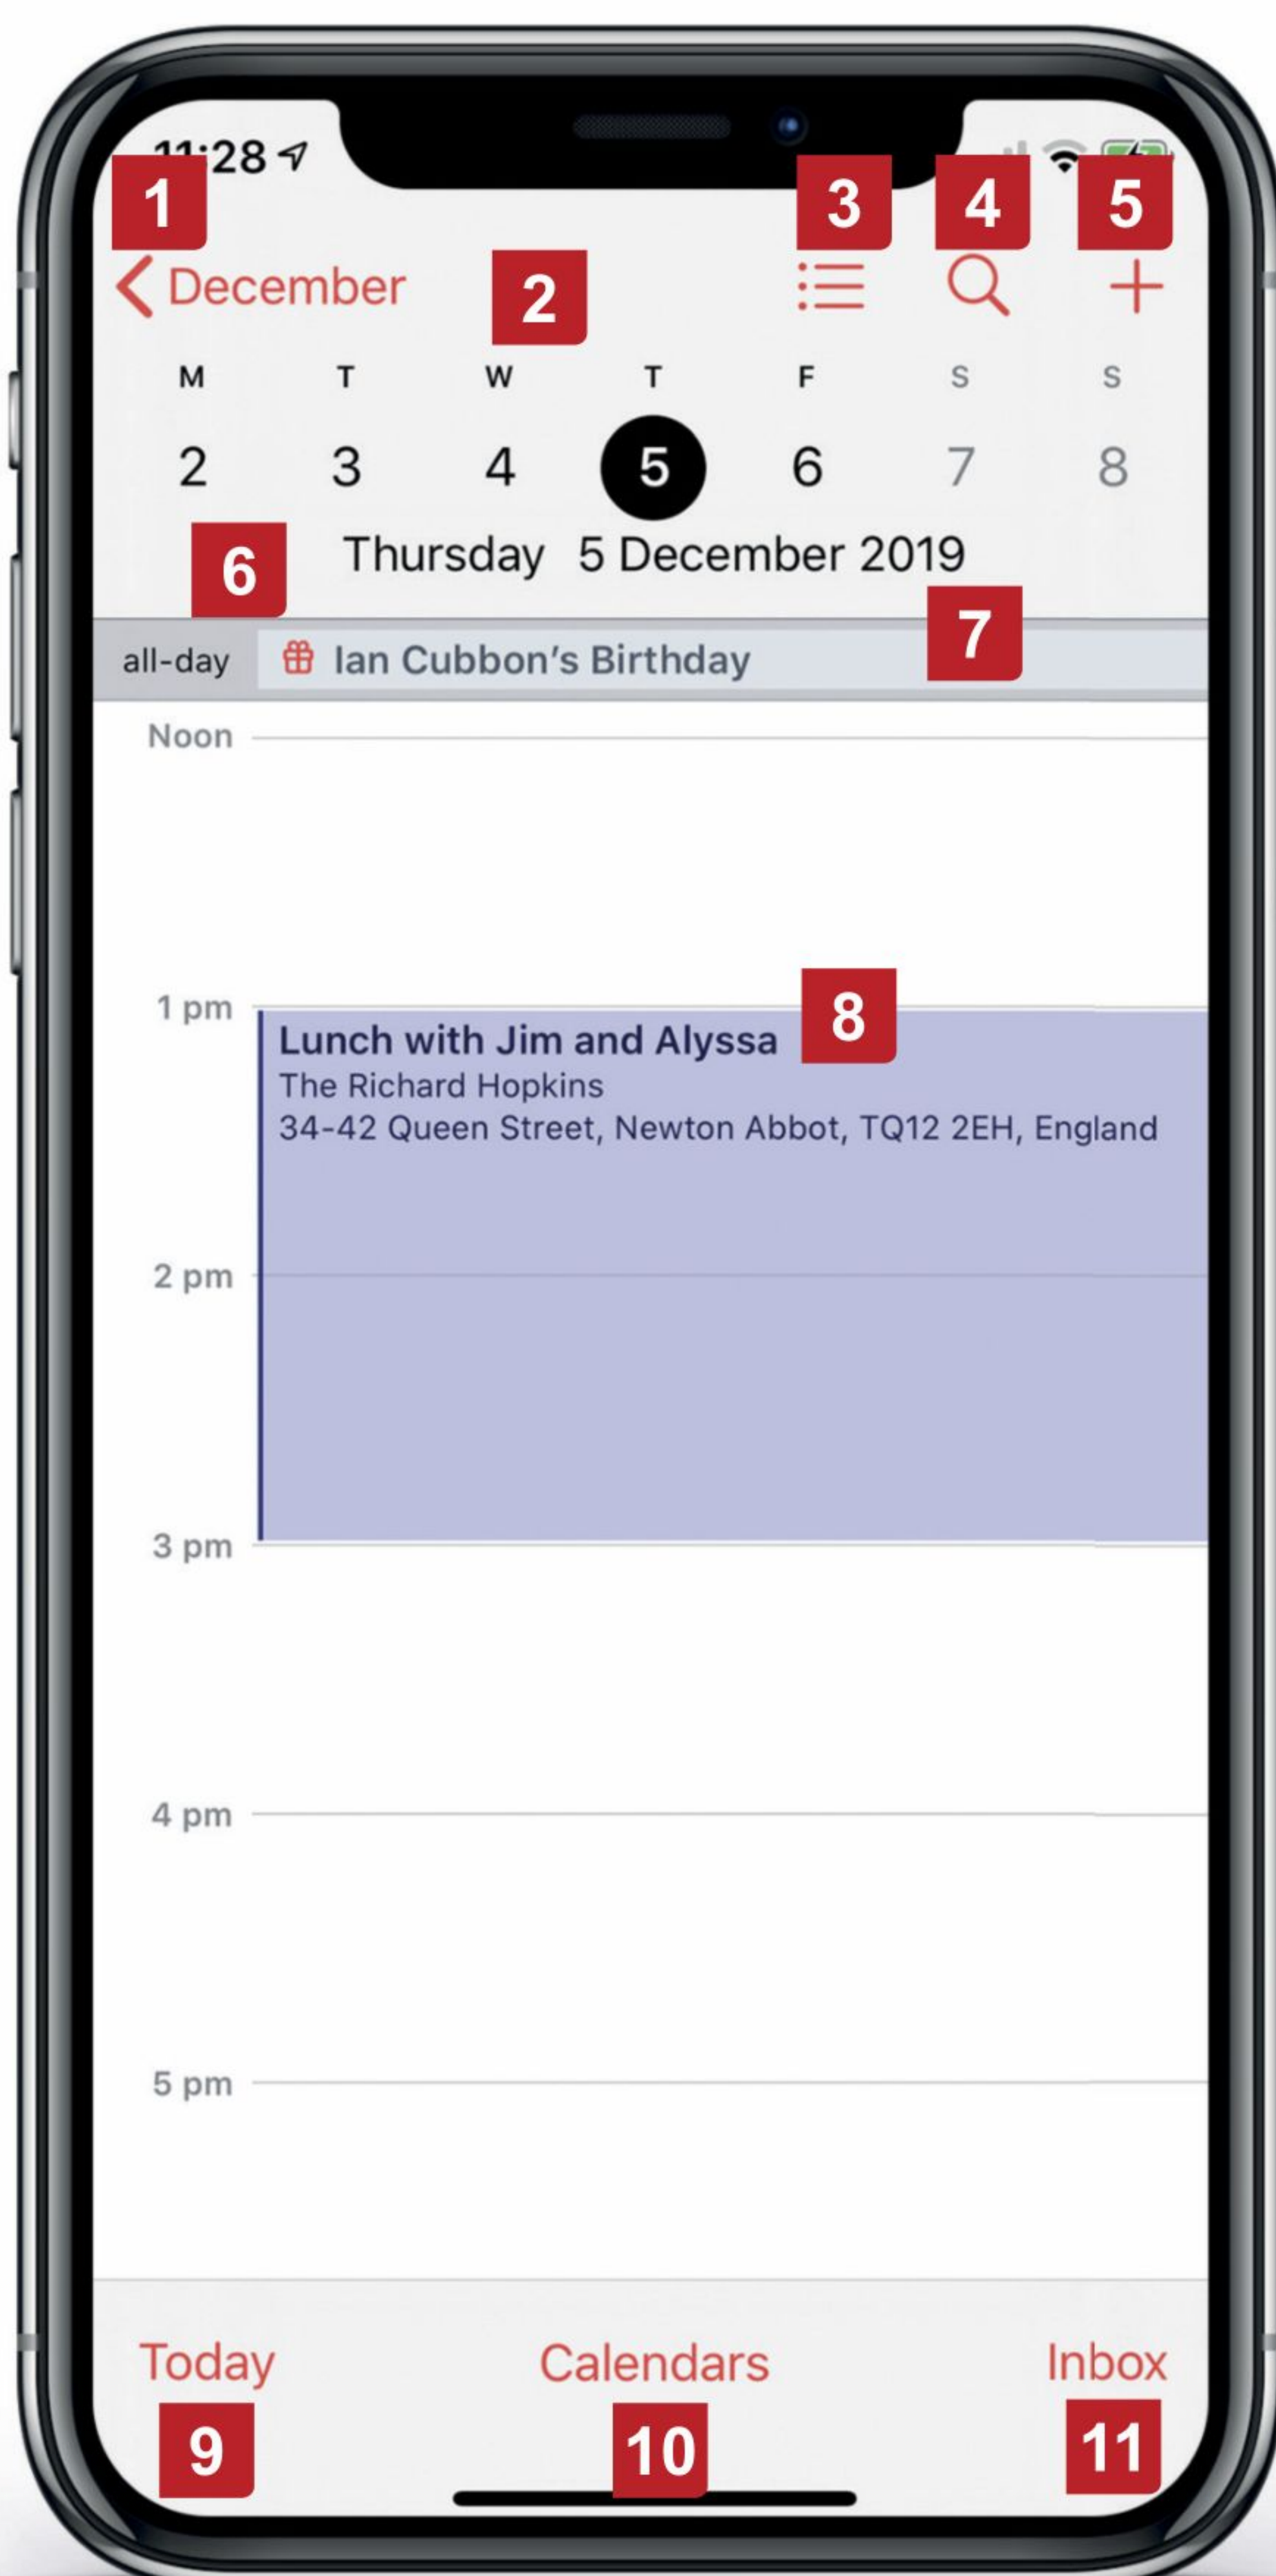 11:28
1
3
4
5
December
2
M T W T F S S
2 3 4 5 6 7 8
6
Thursday 5 December 2019
7
all-day Ian Cubbon's Birthday
Noon
8
1 pm
Lunch with Jim and Alyssa
The Richard Hopkins
34-42 Queen Street, Newton Abbot, TQ12 2EH, England
2 pm
3 pm
4 pm
5 pm
Today Calendars Inbox
9 10 11